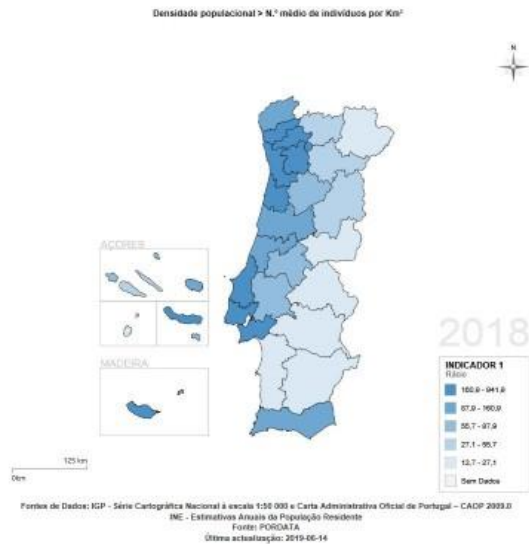 Densidade populacional > N.º médio de indivíduos por Km²
N
AÇORES
MADEIRA
2018
INDICADOR 1
Rácio
160,9 - 941,9
97,9 - 160,9
55,7 - 97,9
27,1 - 55,7
12,7 - 27,1
Sem Dados
125 km
0km
Fontes de Dados: IGP - Série Cartográfica Nacional à escala 1:50 000 e Carta Administrativa Oficial de Portugal – CAOP 2009.0
INE - Estimativas Anuais da População Residente
Fonte: PORDATA
Última actualização: 2019-06-14